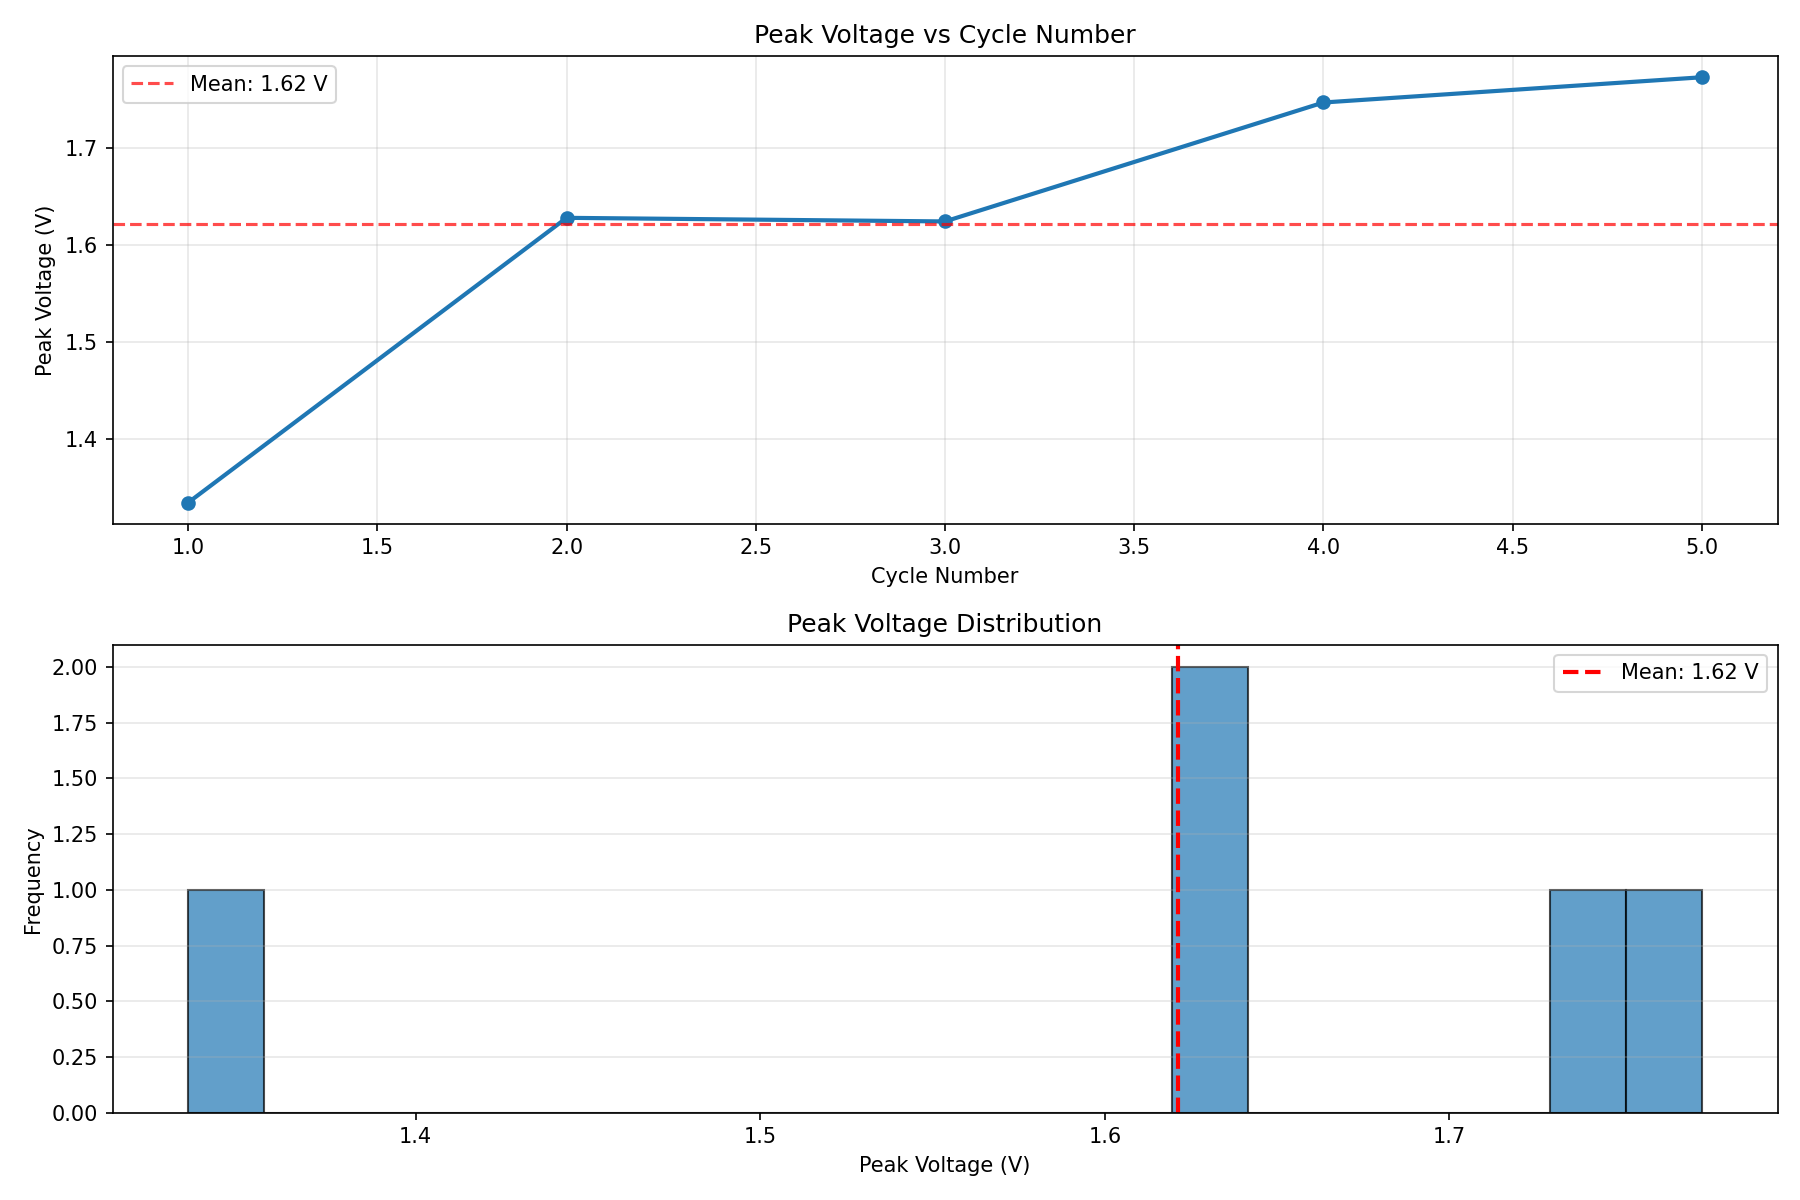 Peak Voltage vs Cycle Number
Mean: 1.62 V
Peak Voltage (V)
1.7
1.6
1.5
1.4
1.0 1.5 2.0 2.5 3.0 3.5 4.0 4.5 5.0
Cycle Number
Peak Voltage Distribution
Mean: 1.62 V
Frequency
2.00
1.75
1.50
1.25
1.00
0.75
0.50
0.25
0.00
1.4 1.5 1.6 1.7
Peak Voltage (V)